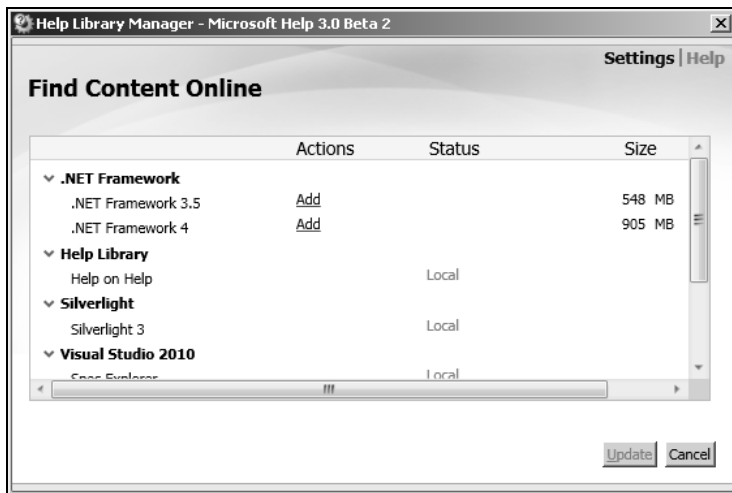 Help Library Manager - Microsoft Help 3.0 Beta 2
Settings | Help
Find Content Online
Actions Status Size
.NET Framework
.NET Framework 3.5 Add 548 MB
.NET Framework 4 Add 905 MB
Help Library
Help on Help Local
Silverlight
Silverlight 3 Local
Visual Studio 2010
Spec Explorer Local
Update Cancel